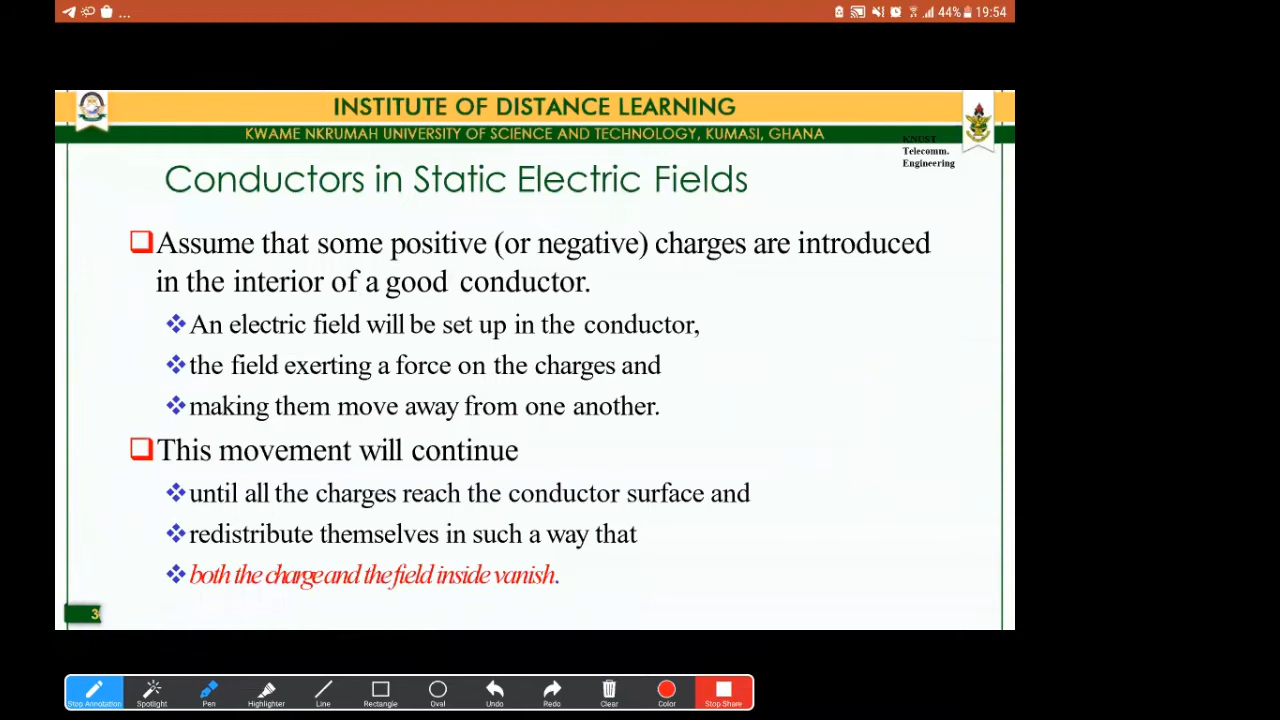 ... 44% 19:54
INSTITUTE OF DISTANCE LEARNING
KWAME NKRUMAH UNIVERSITY OF SCIENCE AND TECHNOLOGY, KUMASI, GHANA
KNUST
Telecomm.
Engineering
Conductors in Static Electric Fields
Assume that some positive (or negative) charges are introduced
in the interior of a good conductor.
An electric field will be set up in the conductor,
the field exerting a force on the charges and
making them move away from one another.
This movement will continue
until all the charges reach the conductor surface and
redistribute themselves in such a way that
both the charge and the field inside vanish.
3
Stop Annotation Spotlight Pen Highlighter Line Rectangle Oval Undo Redo Clear Color Stop Share